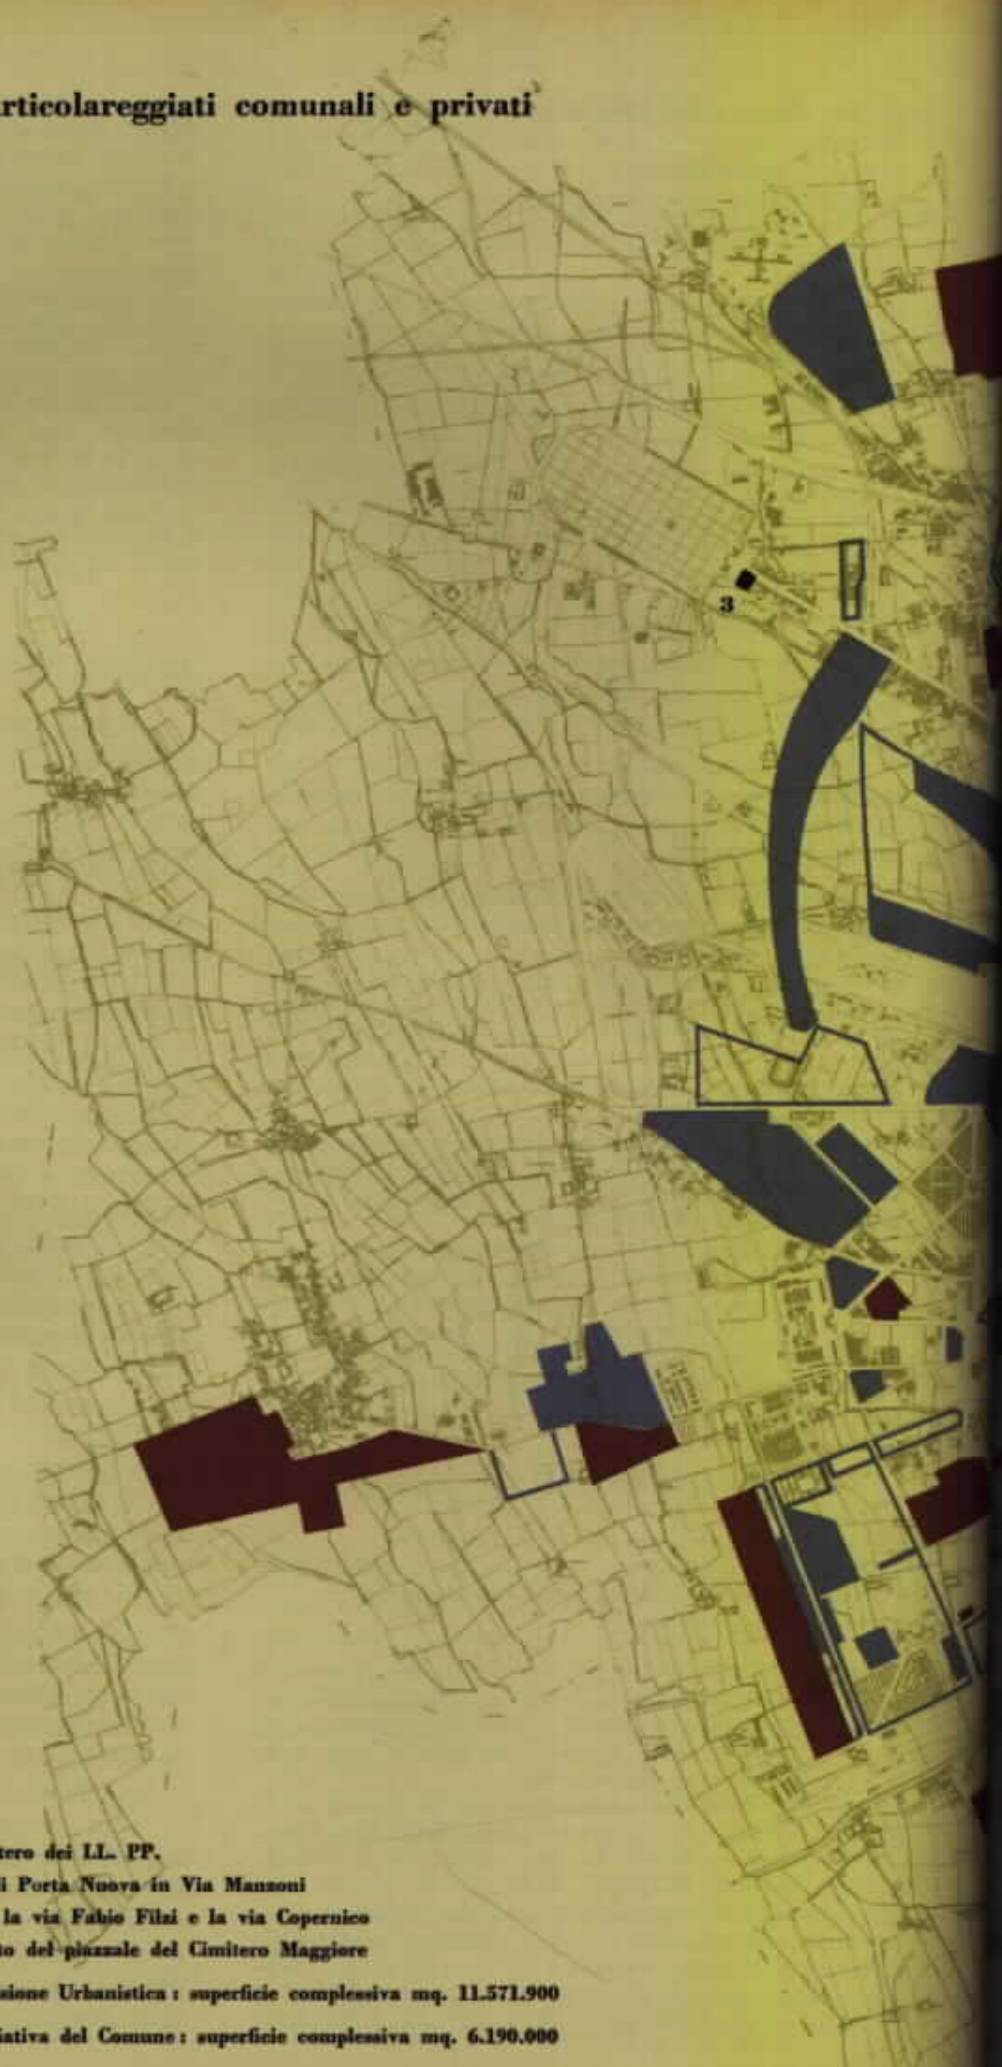 rticolareggiati comunali e privati
3
tero dei LL. PP.
i Porta Nuova in Via Manzoni
la via Fabio Filzi e la via Copernico
to del piazzale del Cimitero Maggiore
sione Urbanistica : superficie complessiva mq. 11.571.900
iativa del Comune : superficie complessiva mq. 6.190.000